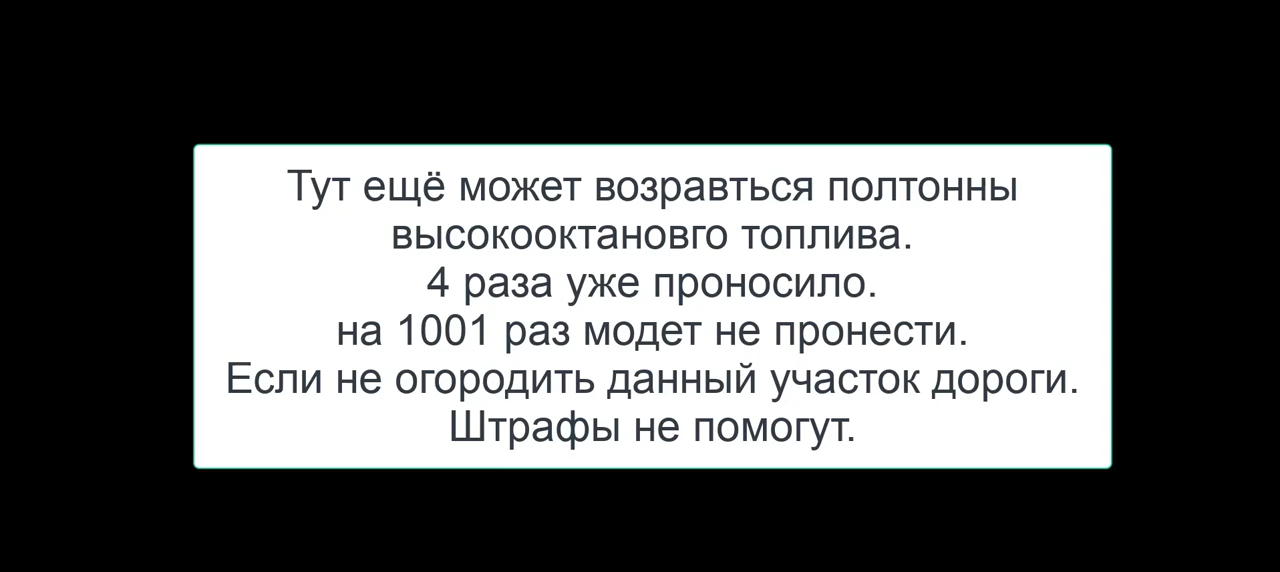 Тут ещё может возравться полтонны
высокооктановго топлива.
4 раза уже проносило.
на 1001 раз модет не пронести.
Если не огородить данный участок дороги.
Штрафы не помогут.